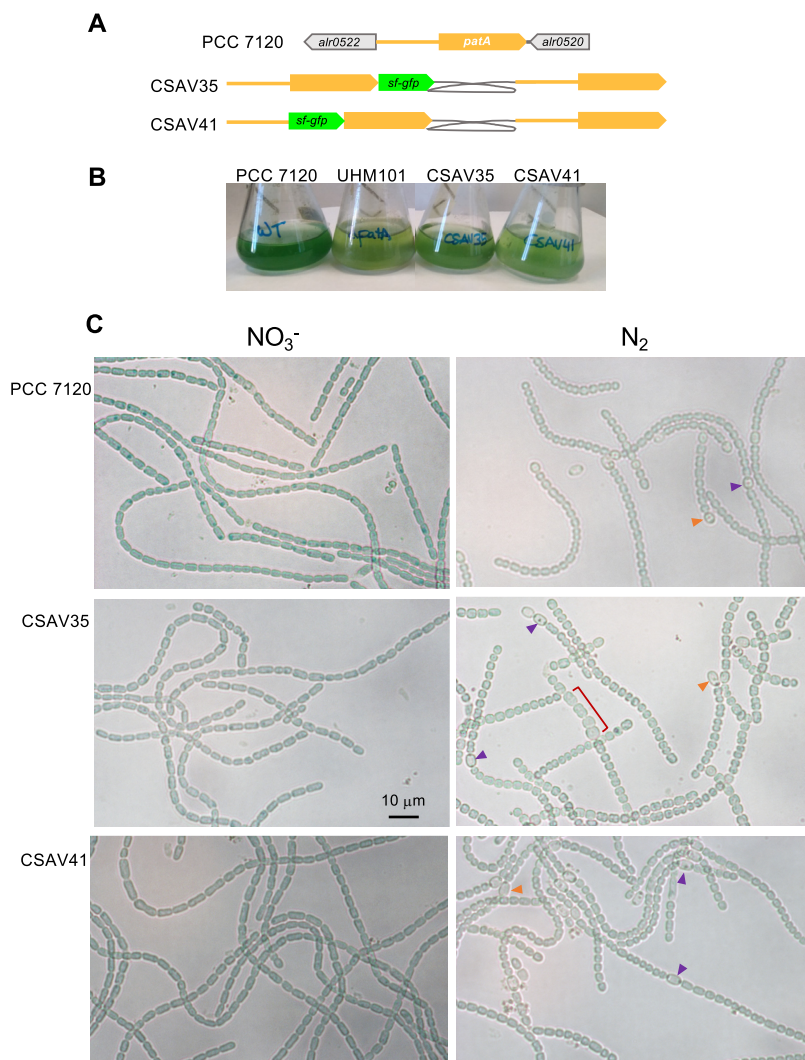 A
PCC 7120
alr0522
patA
alr0520
CSAV35
sf-gfp
CSAV41
sf-gfp
B
PCC 7120 UHM101 CSAV35 CSAV41
WT
patA
CSAV35
CSAV41
C
NO₃⁻ N₂
PCC 7120
CSAV35
10 μm
CSAV41